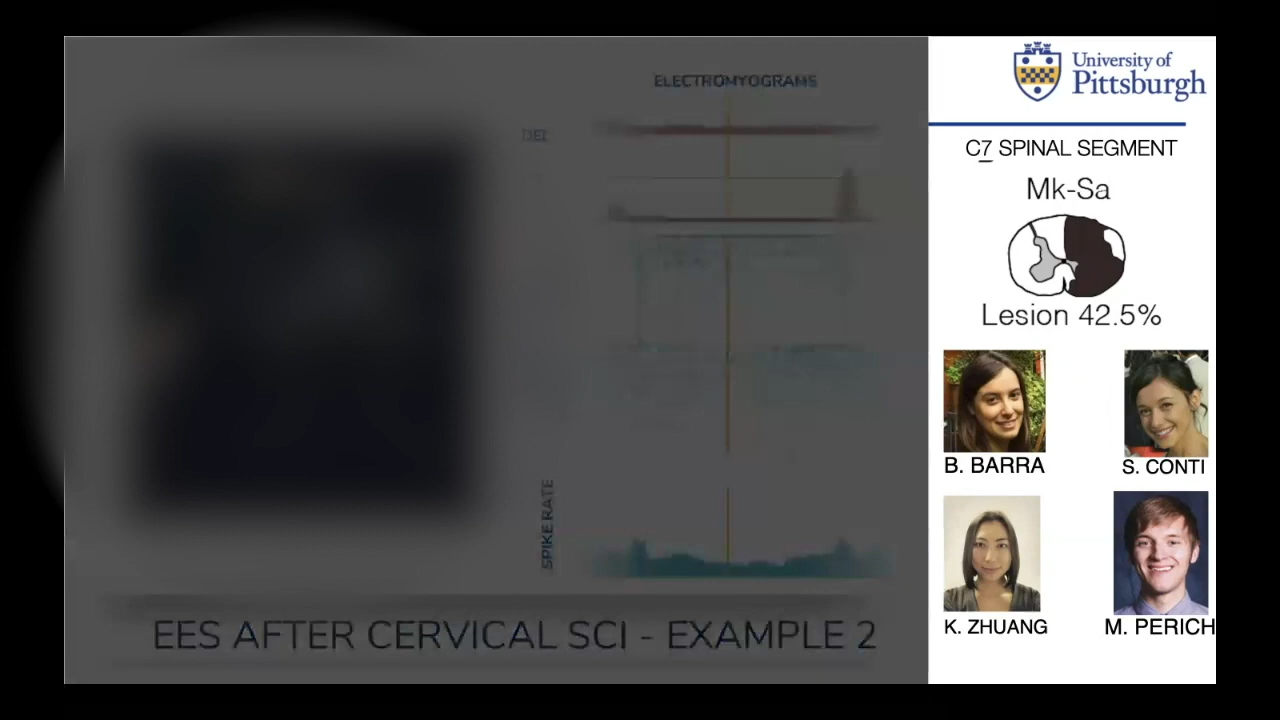 ELECTROMYOGRAMS
DEL
SPIKE RATE
EES AFTER CERVICAL SCI - EXAMPLE 2
University of
Pittsburgh
C7 SPINAL SEGMENT
Mk-Sa
Lesion 42.5%
B. BARRA
S. CONTI
K. ZHUANG
M. PERICH